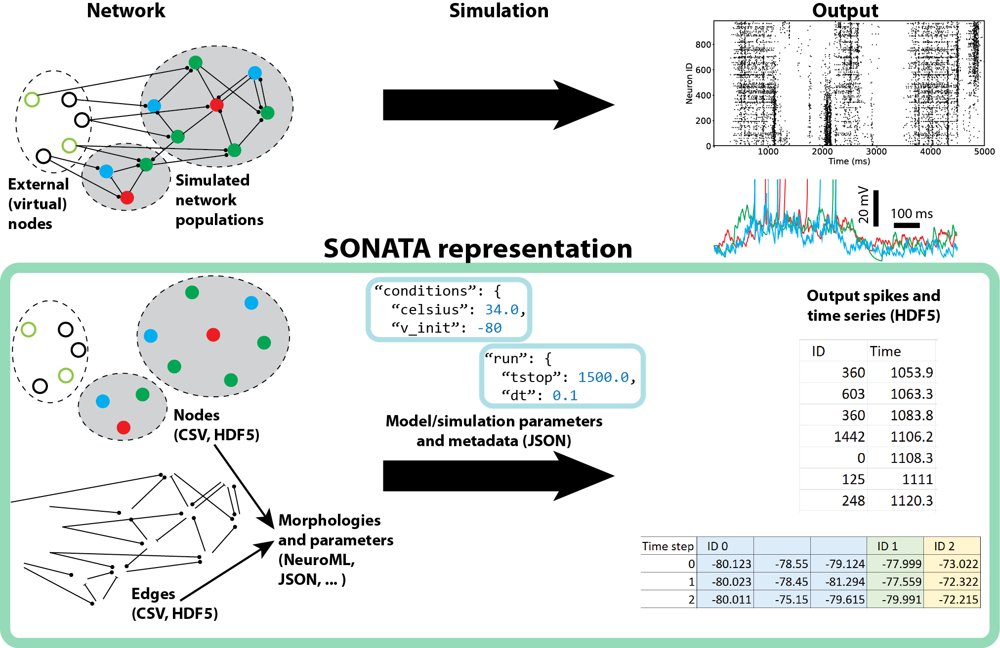 Network
Simulation
Output
External
(virtual)
nodes
Simulated
network
populations
Neuron ID
800
600
400
200
0
1000 2000 3000 4000 5000
Time (ms)
20 mV
100 ms
SONATA representation
“conditions”: {
“celsius”: 34.0,
“v_init”: -80
“run”: {
“tstop”: 1500.0,
“dt”: 0.1
Model/simulation parameters
and metadata (JSON)
Nodes
(CSV, HDF5)
Morphologies
and parameters
(NeuroML,
JSON, ... )
Edges
(CSV, HDF5)
Output spikes and
time series (HDF5)
ID Time
360 1053.9
603 1063.3
360 1083.8
1442 1106.2
0 1108.3
125 1111
248 1120.3
Time step ID 0 ID 1 ID 2
0 -80.123 -78.55 -79.124 -77.999 -73.022
1 -80.023 -78.45 -81.294 -77.559 -72.322
2 -80.011 -75.15 -79.615 -79.991 -72.215